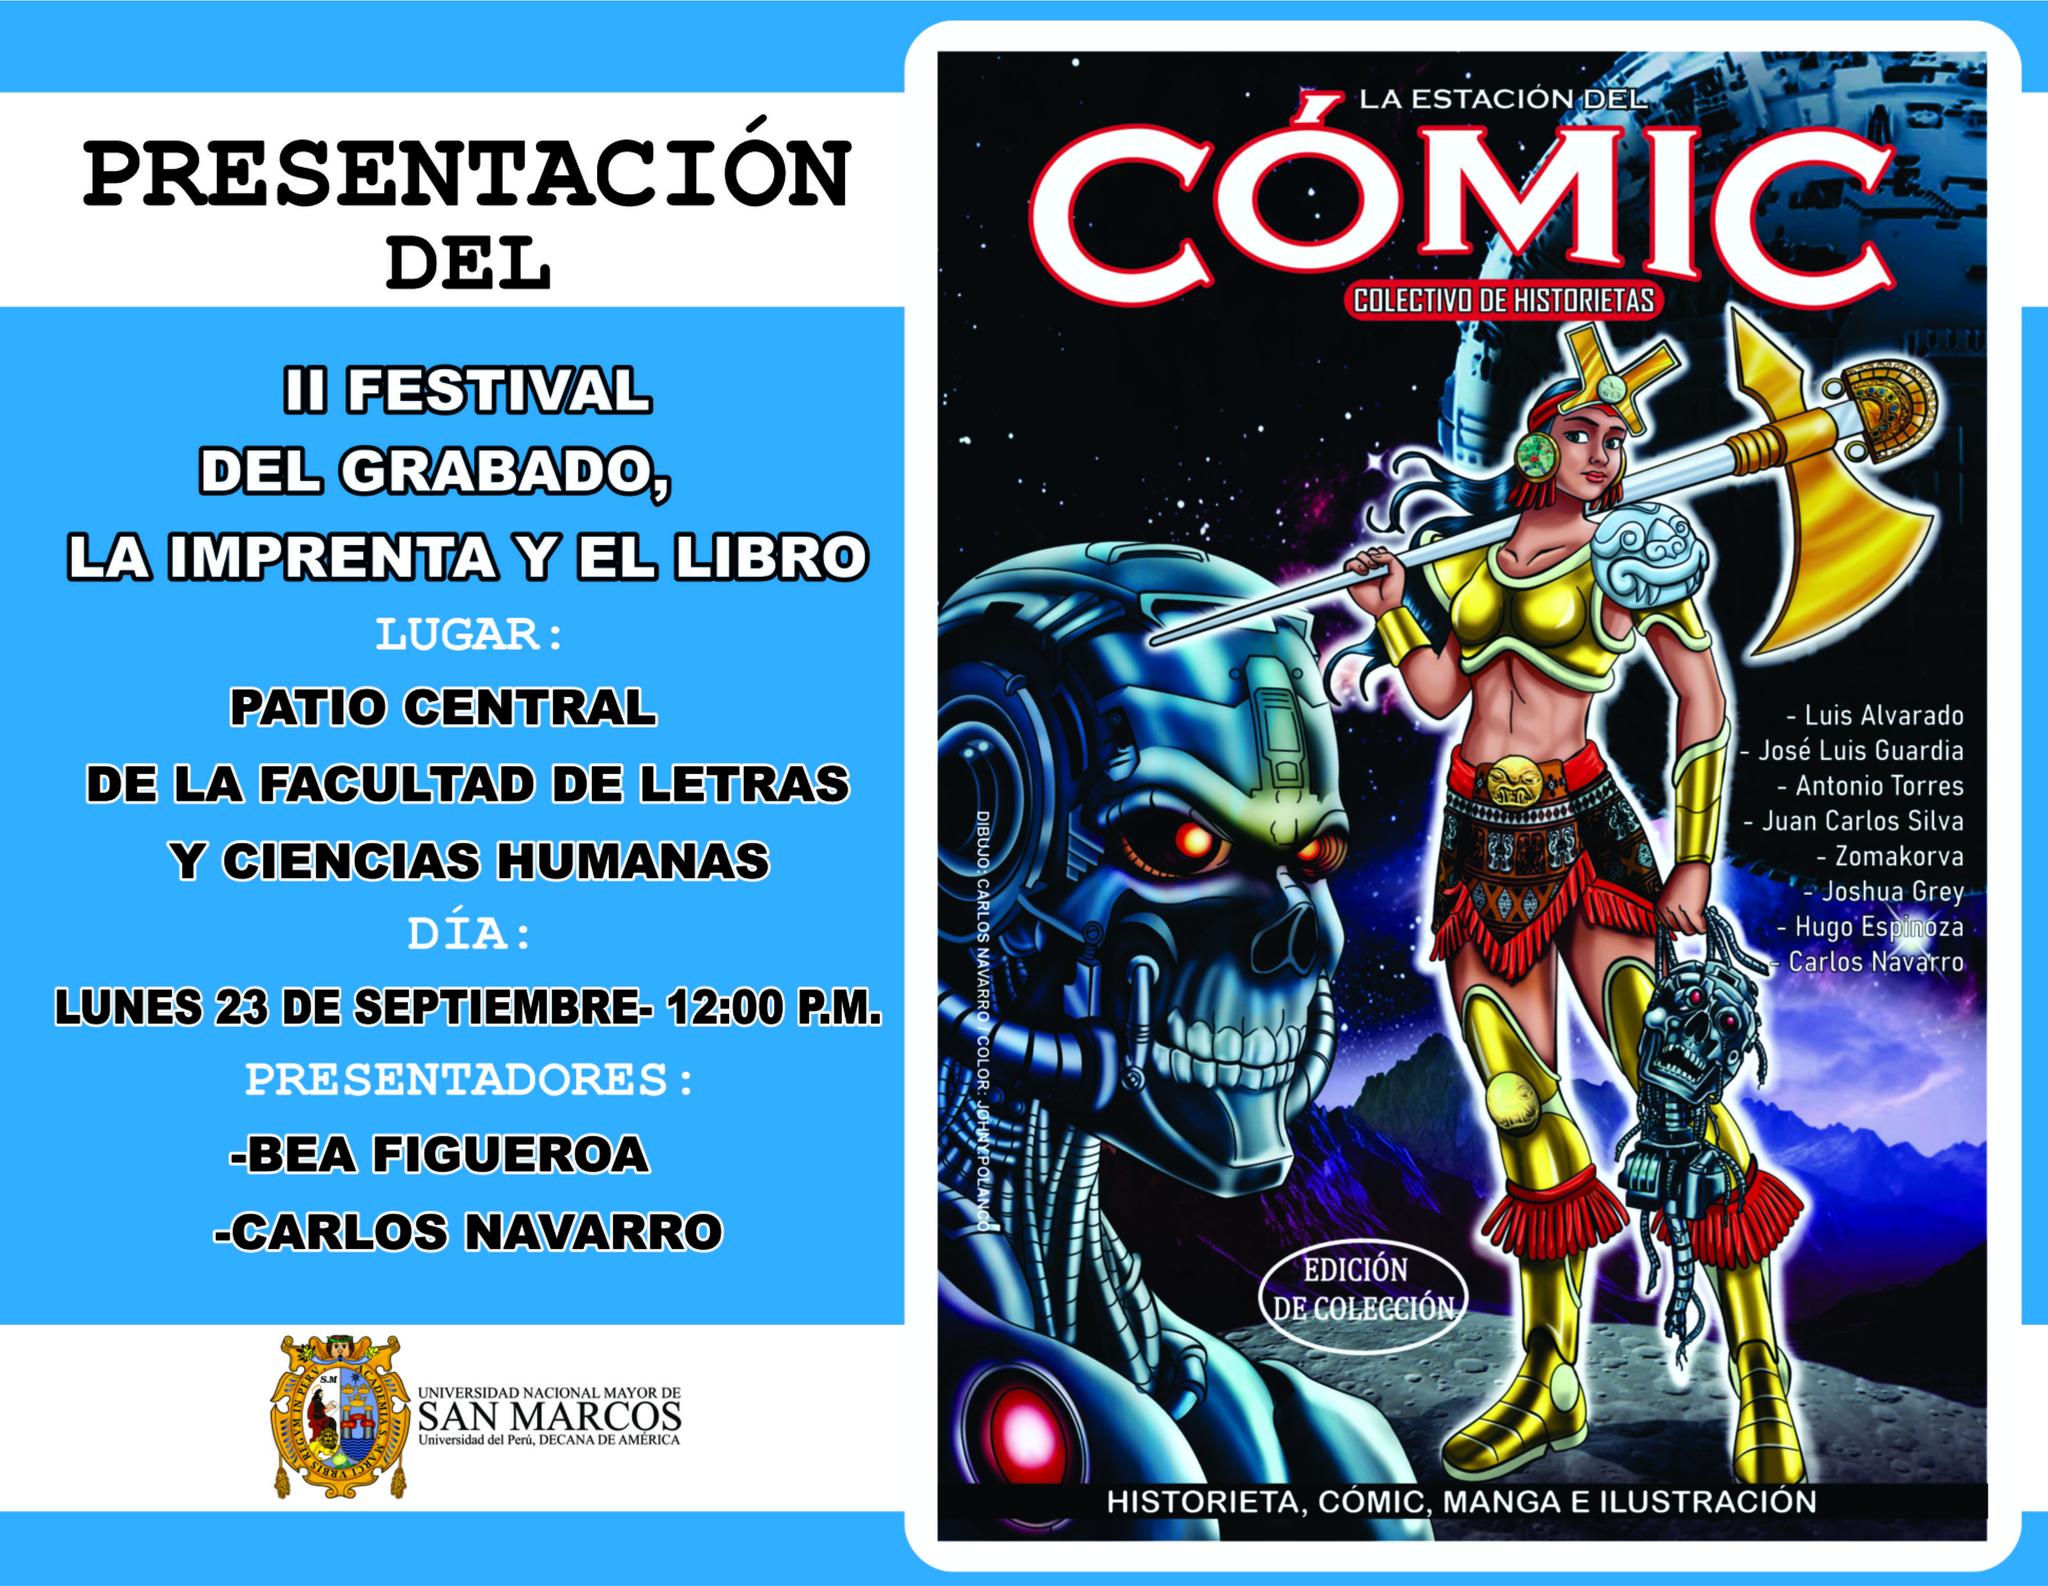 PRESENTACIÓN
DEL
II FESTIVAL
DEL GRABADO,
LA IMPRENTA Y EL LIBRO
LUGAR:
PATIO CENTRAL
DE LA FACULTAD DE LETRAS
Y CIENCIAS HUMANAS
DÍA:
LUNES 23 DE SEPTIEMBRE- 12:00 P.M.
PRESENTADORES:
-BEA FIGUEROA
-CARLOS NAVARRO
UNIVERSIDAD NACIONAL MAYOR DE
SAN MARCOS
Universidad del Perú, DECANA DE AMÉRICA
LA ESTACIÓN DEL
CÓMIC
COLECTIVO DE HISTORIETAS
- Luis Alvarado
- José Luis Guardia
- Antonio Torres
- Juan Carlos Silva
- Zomakorva
- Joshua Grey
- Hugo Espinoza
- Carlos Navarro
DIBUJO: CARLOS NAVARRO / COLOR: JOHNY POLANCO
EDICIÓN
DE COLECCIÓN
HISTORIETA, CÓMIC, MANGA E ILUSTRACIÓN